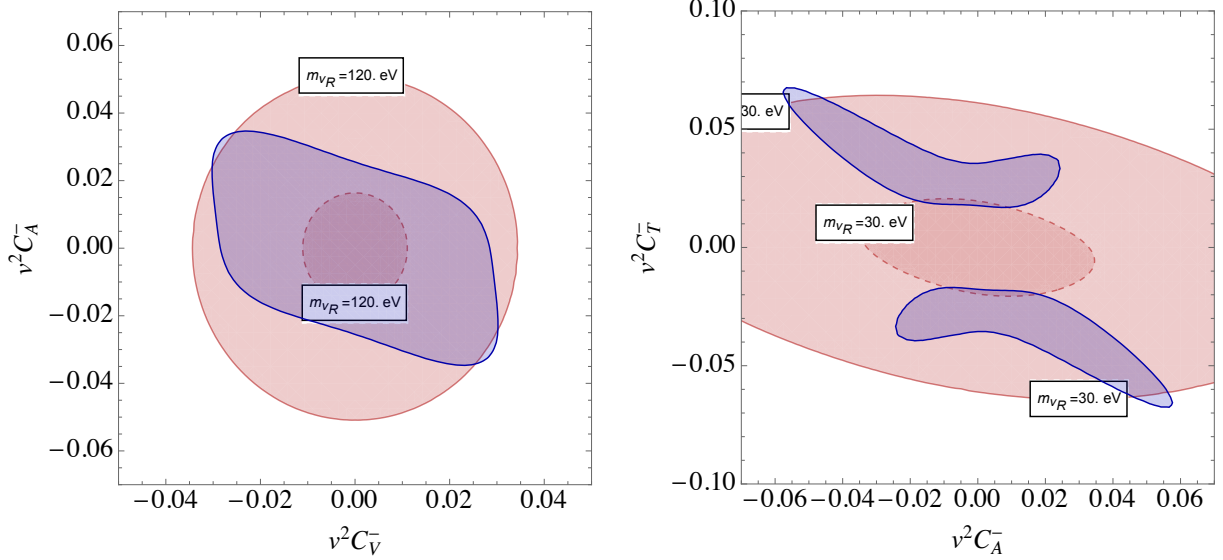 0.06
0.04
0.02
0.00
−0.02
−0.04
−0.06
v²C_A^−
m_{ν_R}=120. eV
m_{ν_R}=120. eV
−0.04 −0.02 0.00 0.02 0.04
v²C_V^−
0.10
0.05
0.00
−0.05
−0.10
v²C_T^−
30. eV
m_{ν_R}=30. eV
m_{ν_R}=30. eV
−0.06 −0.04 −0.02 0.00 0.02 0.04 0.06
v²C_A^−